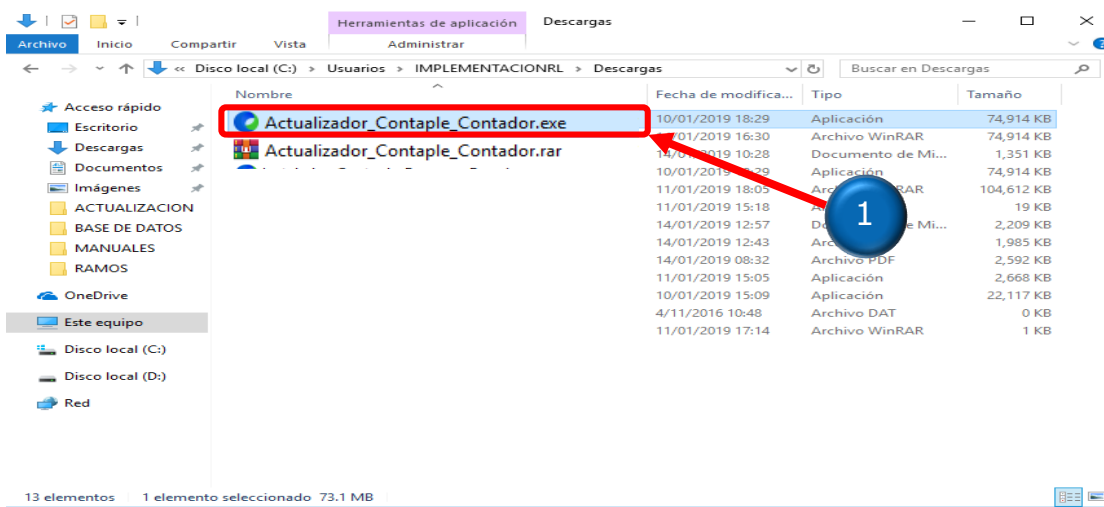 Herramientas de aplicación Descargas
Archivo Inicio Compartir Vista Administrar
« Disco local (C:) > Usuarios > IMPLEMENTACIONRL > Descargas Buscar en Descargas
Nombre Fecha de modifica... Tipo Tamaño
Acceso rápido
Escritorio
Descargas
Documentos
Imágenes
ACTUALIZACION
BASE DE DATOS
MANUALES
RAMOS
OneDrive
Este equipo
Disco local (C:)
Disco local (D:)
Red
Actualizador_Contaple_Contador.exe 10/01/2019 18:29 Aplicación 74,914 KB
16:30 Archivo WinRAR 74,914 KB
Actualizador_Contaple_Contador.rar 14/01/2019 10:28 Documento de Mi... 1,351 KB
10/01/2019 Aplicación 74,914 KB
11/01/2019 18:05 104,612 KB
11/01/2019 15:18 19 KB
14/01/2019 12:57 Mi... 2,209 KB
14/01/2019 12:43 1,985 KB
14/01/2019 08:32 Archivo PDF 2,592 KB
11/01/2019 15:05 Aplicación 2,668 KB
10/01/2019 15:09 Aplicación 22,117 KB
4/11/2016 10:48 Archivo DAT 0 KB
11/01/2019 17:14 Archivo WinRAR 1 KB
1
13 elementos 1 elemento seleccionado 73.1 MB